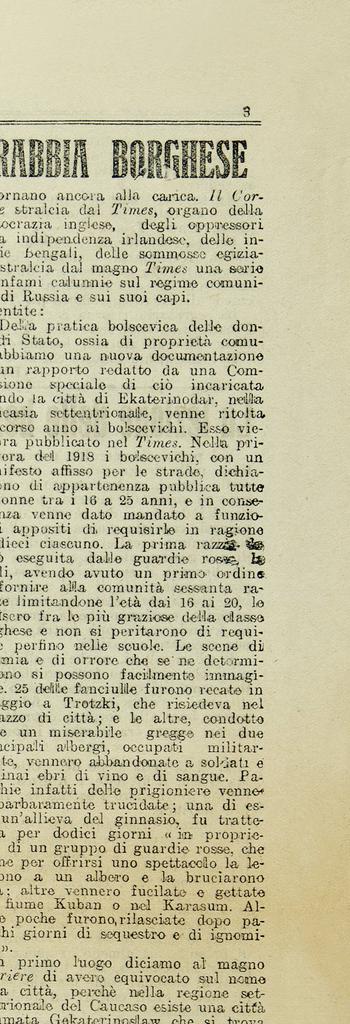 3
RABBIA BORGHESE
ornano ancora alla carica. Il Cor-
e stralcia dal Times, organo della
ocrazia inglese, degli oppressori
a indipendenza irlandese, delle in-
ie bengali, delle sommosse egizia-
stralcia dal magno Times una serie
nfami calunnie sul regime comuni-
di Russia e sui suoi capi.
entite:
Della pratica bolscevica delle don-
di Stato, ossia di proprietà comu-
abbiamo una nuova documentazione
un rapporto redatto da una Com-
sione speciale di ciò incaricata
ndo la città di Ekaterinodar, nella
casia settentrionale, venne ritolta
corso anno ai bolscevichi. Esso vie-
ra pubblicato nel Times. Nella pri-
era del 1918 i bolscevichi, con un
ifesto affisso per le strade, dichia-
no di appartenenza pubblica tutte
onne tra i 16 a 25 anni, e in conse-
nza venne dato mandato a funzio-
i appositi di requisirle in ragione
dieci ciascuno. La prima
eseguita dalle guardie
li, avendo avuto un primo ordine
fornire alla comunità sessanta ra-
e limitandone l'età dai 16 ai 20, le
lsero fra le più graziose della classe
ghese e non si peritarono di requi-
e perfino nelle scuole. Le scene di
mia e di orrore che se ne determi-
ono si possono facilmente immagi-
e. 25 delle fanciulle furono recate in
ggio a Trotzki, che risiedeva nel
azzo di città; e le altre, condotto
e un miserabile gregge nei due
ncipali albergi, occupati militar-
te, vennero abbandonate a soldati e
inai ebri di vino e di sangue. Pa-
hie infatti delle prigioniere venne
barbaramente trucidate; una di es-
un'allieva del ginnasio, fu tratte-
a per dodici giorni « in proprie-
di un gruppo di guardie rosse, che
ne per offrirsi uno spettacolo la le-
ono a un albero e la bruciarono
; altre vennero fucilate e gettate
fiume Kuban o nel Karasum. Al-
e poche furono, rilasciate dopo pa-
hi giorni di sequestro e di ignomi-
».
n primo luogo diciamo al magno
riere di avere equivocato sul nome
a città, perchè nella regione set-
rionale del Caucaso esiste una città
mata Gekaterinoslaw che si trova